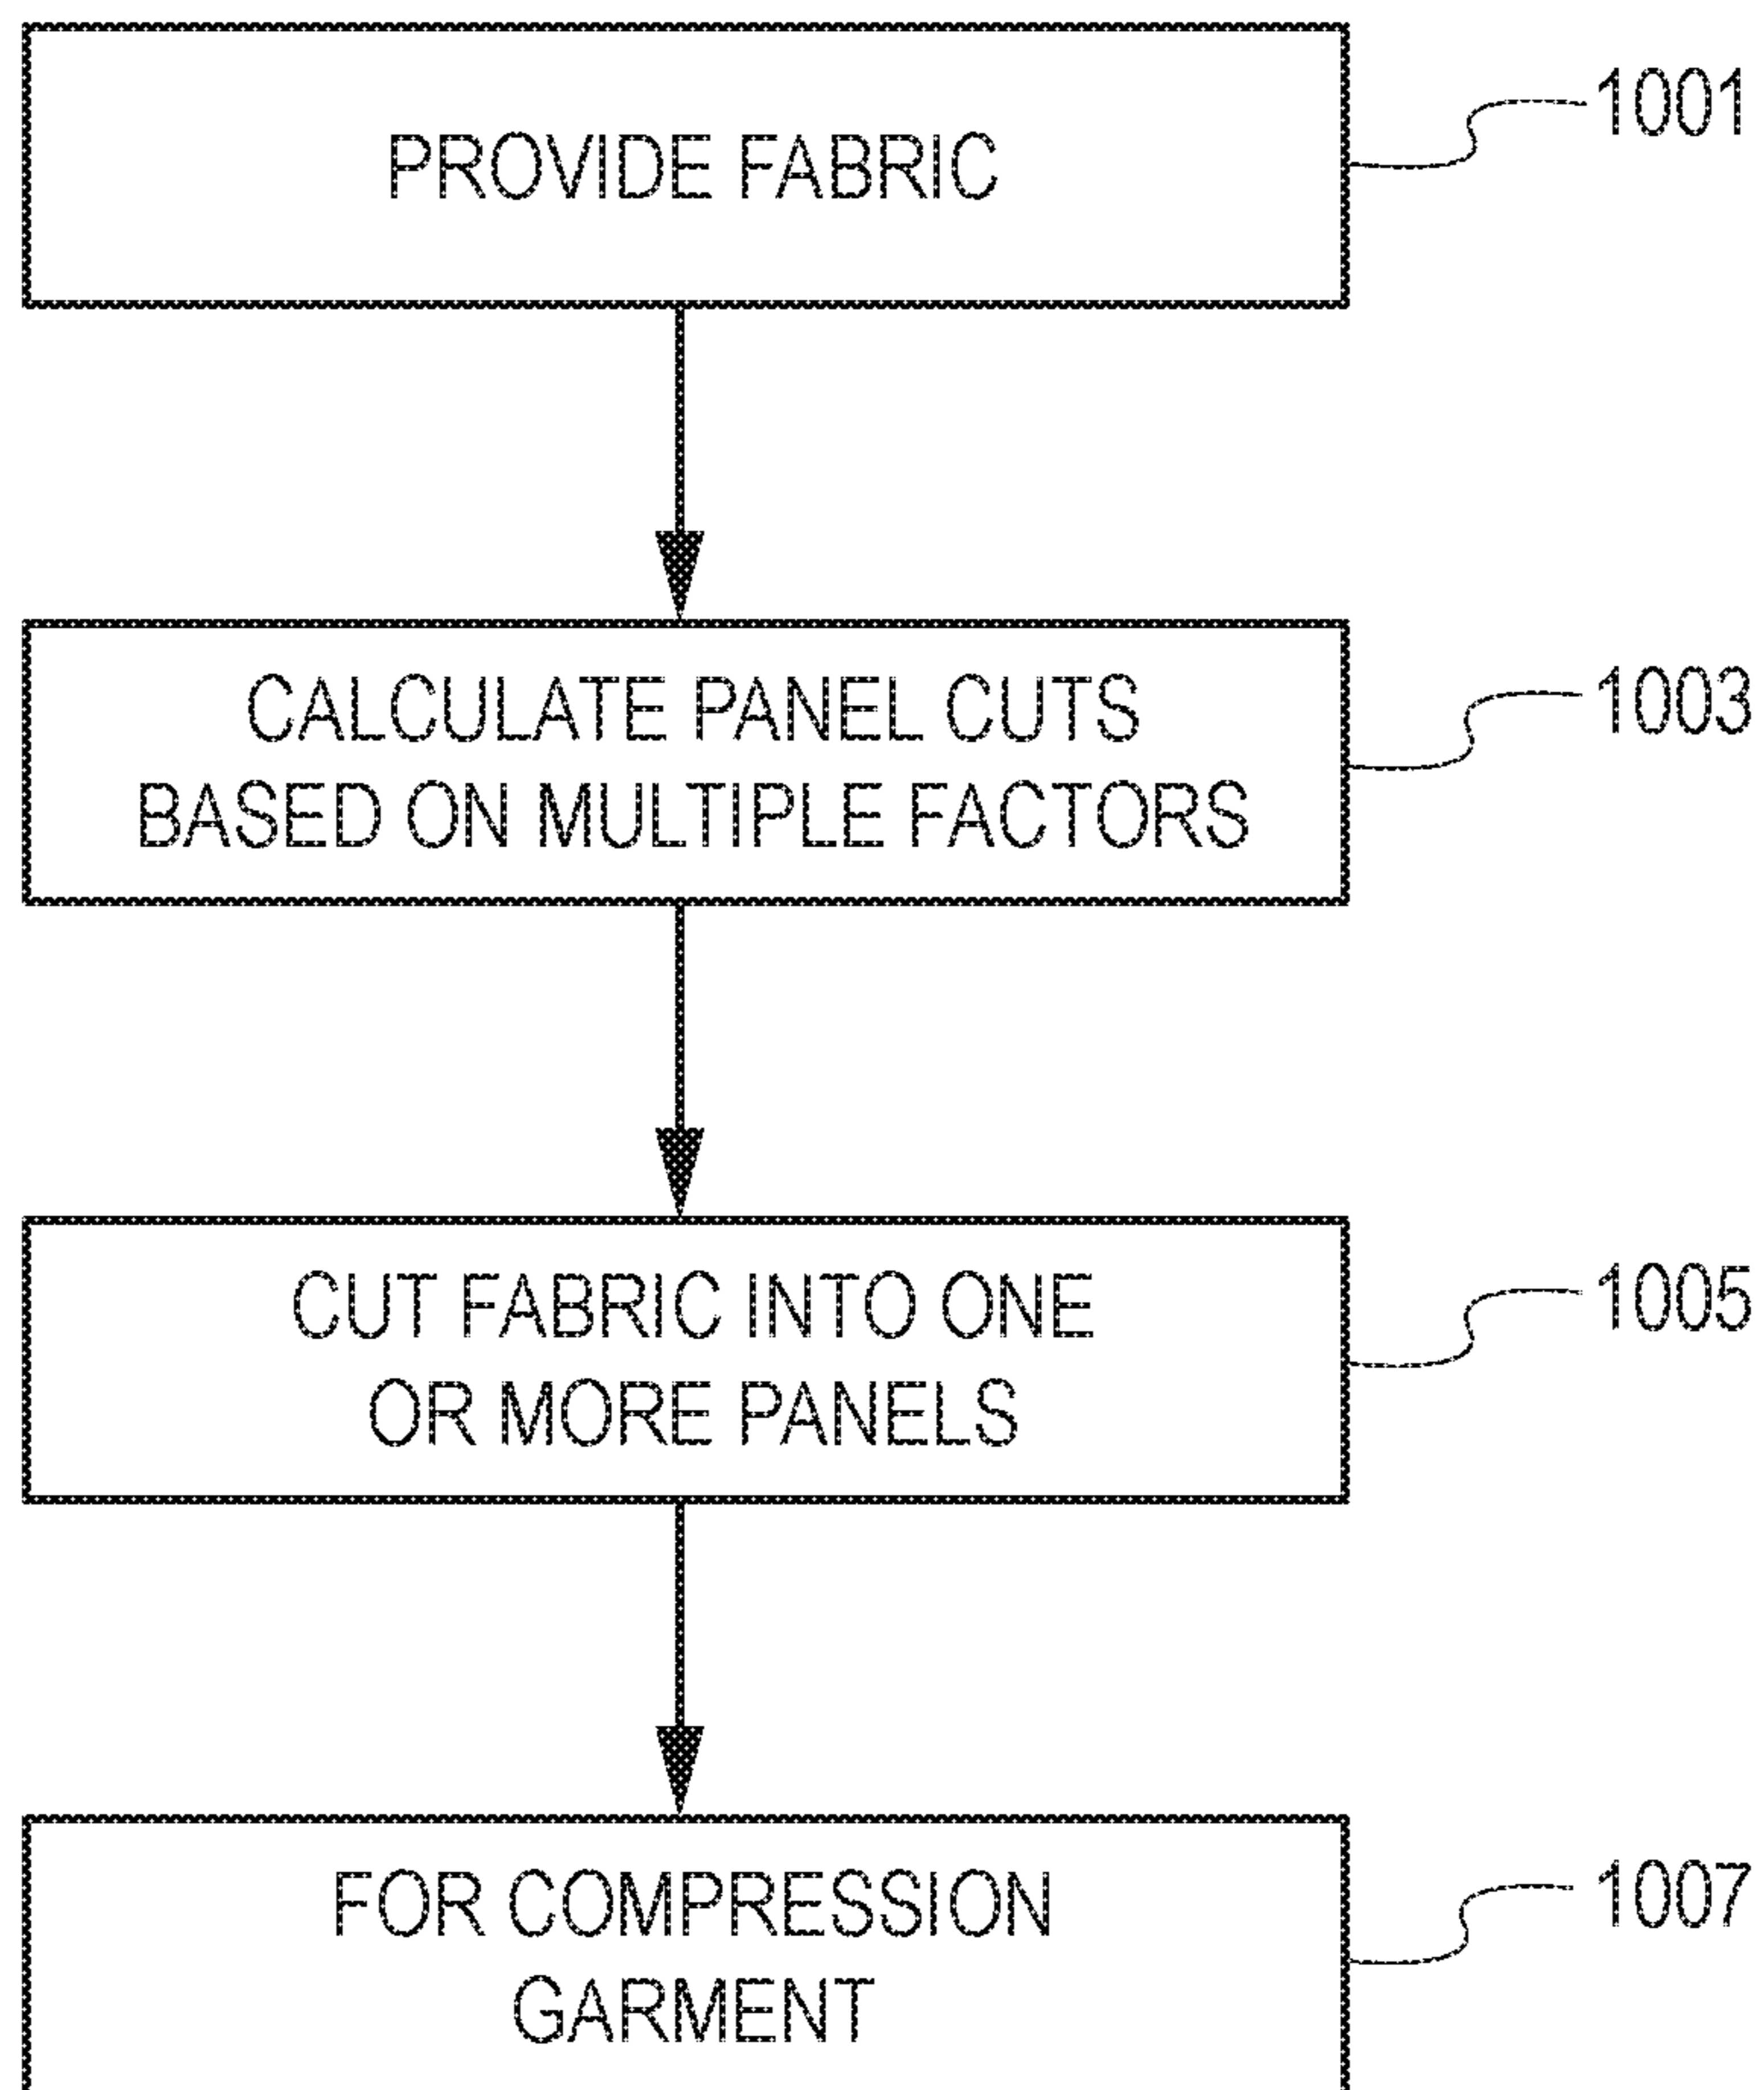 PROVIDE FABRIC
1001
CALCULATE PANEL CUTS
BASED ON MULTIPLE FACTORS
1003
CUT FABRIC INTO ONE
OR MORE PANELS
1005
FOR COMPRESSION
GARMENT
1007